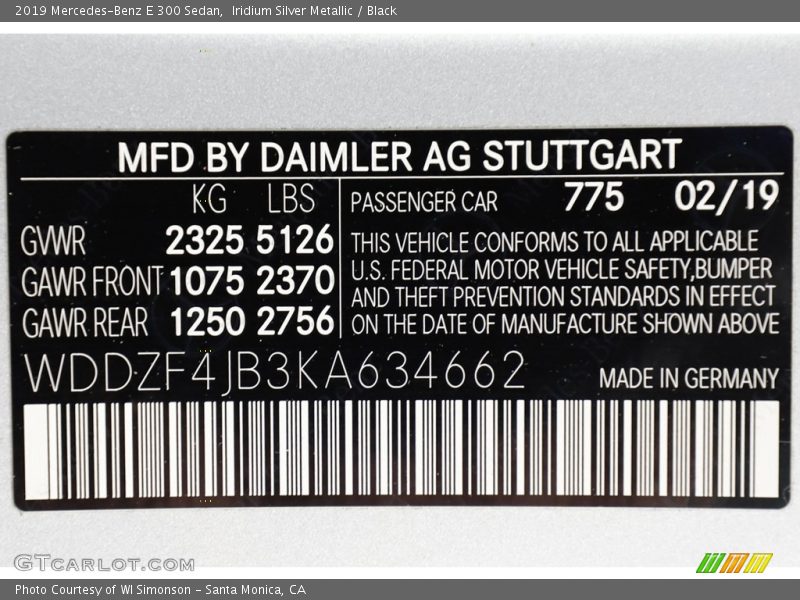 2019 Mercedes-Benz E 300 Sedan, Iridium Silver Metallic / Black
MFD BY DAIMLER AG STUTTGART
KG LBS
GVWR 2325 5126
GAWR FRONT 1075 2370
GAWR REAR 1250 2756
PASSENGER CAR 775 02/19
THIS VEHICLE CONFORMS TO ALL APPLICABLE
U.S. FEDERAL MOTOR VEHICLE SAFETY,BUMPER
AND THEFT PREVENTION STANDARDS IN EFFECT
ON THE DATE OF MANUFACTURE SHOWN ABOVE
WDDZF4JB3KA634662
MADE IN GERMANY
GTCARLOT.COM
Photo Courtesy of WI Simonson - Santa Monica, CA